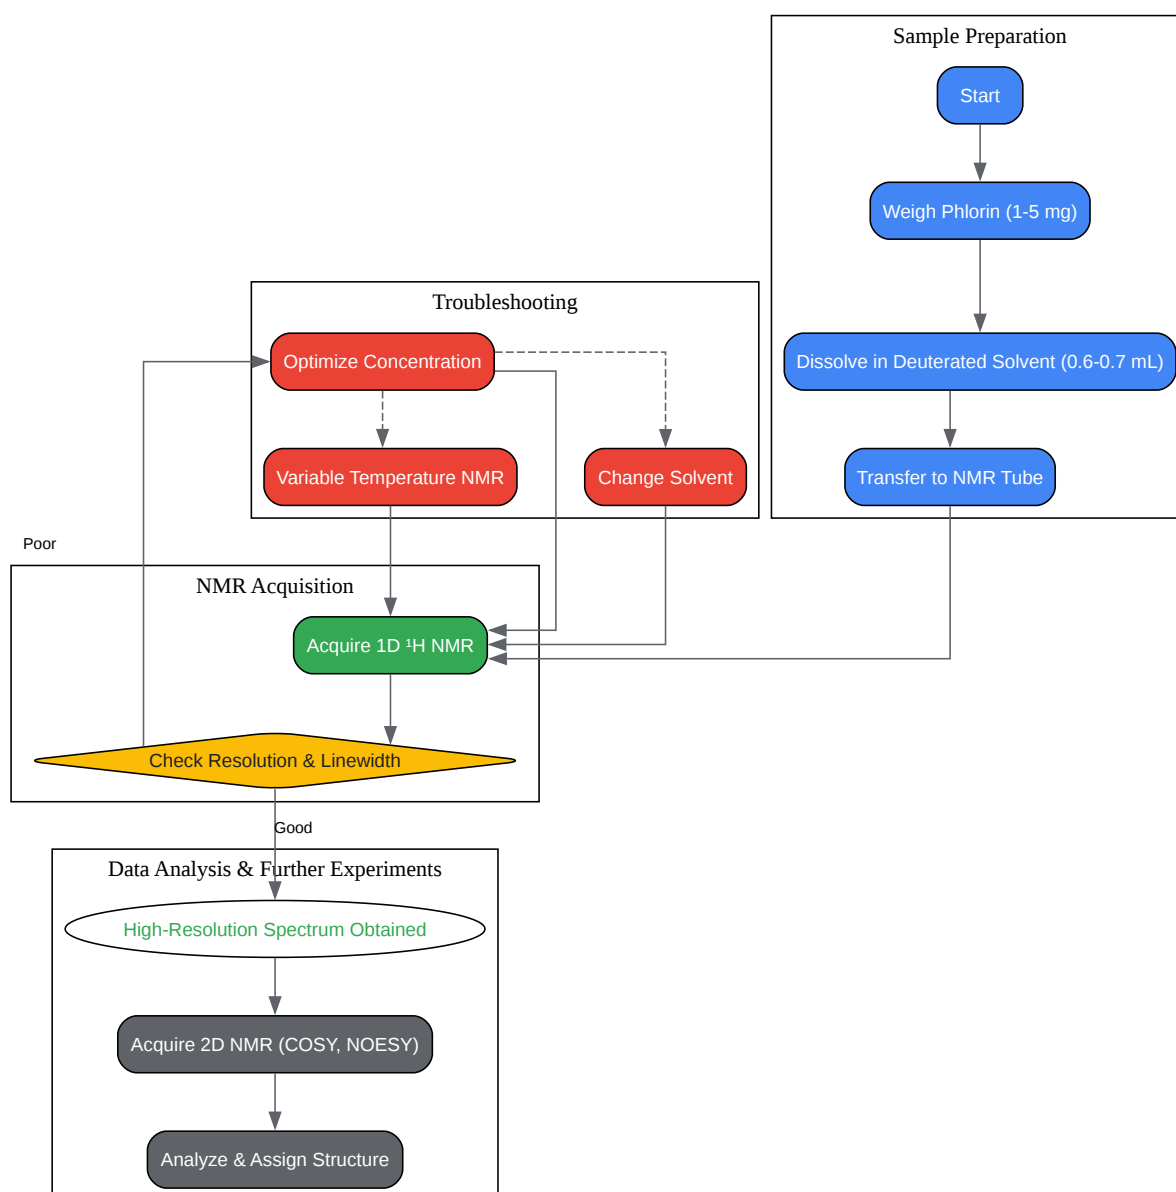 Sample Preparation
Start
Weigh Phlorin (1-5 mg)
Dissolve in Deuterated Solvent (0.6-0.7 mL)
Transfer to NMR Tube
Troubleshooting
Optimize Concentration
Variable Temperature NMR
Change Solvent
Poor
NMR Acquisition
Acquire 1D ¹H NMR
Check Resolution & Linewidth
Good
Data Analysis & Further Experiments
High-Resolution Spectrum Obtained
Acquire 2D NMR (COSY, NOESY)
Analyze & Assign Structure